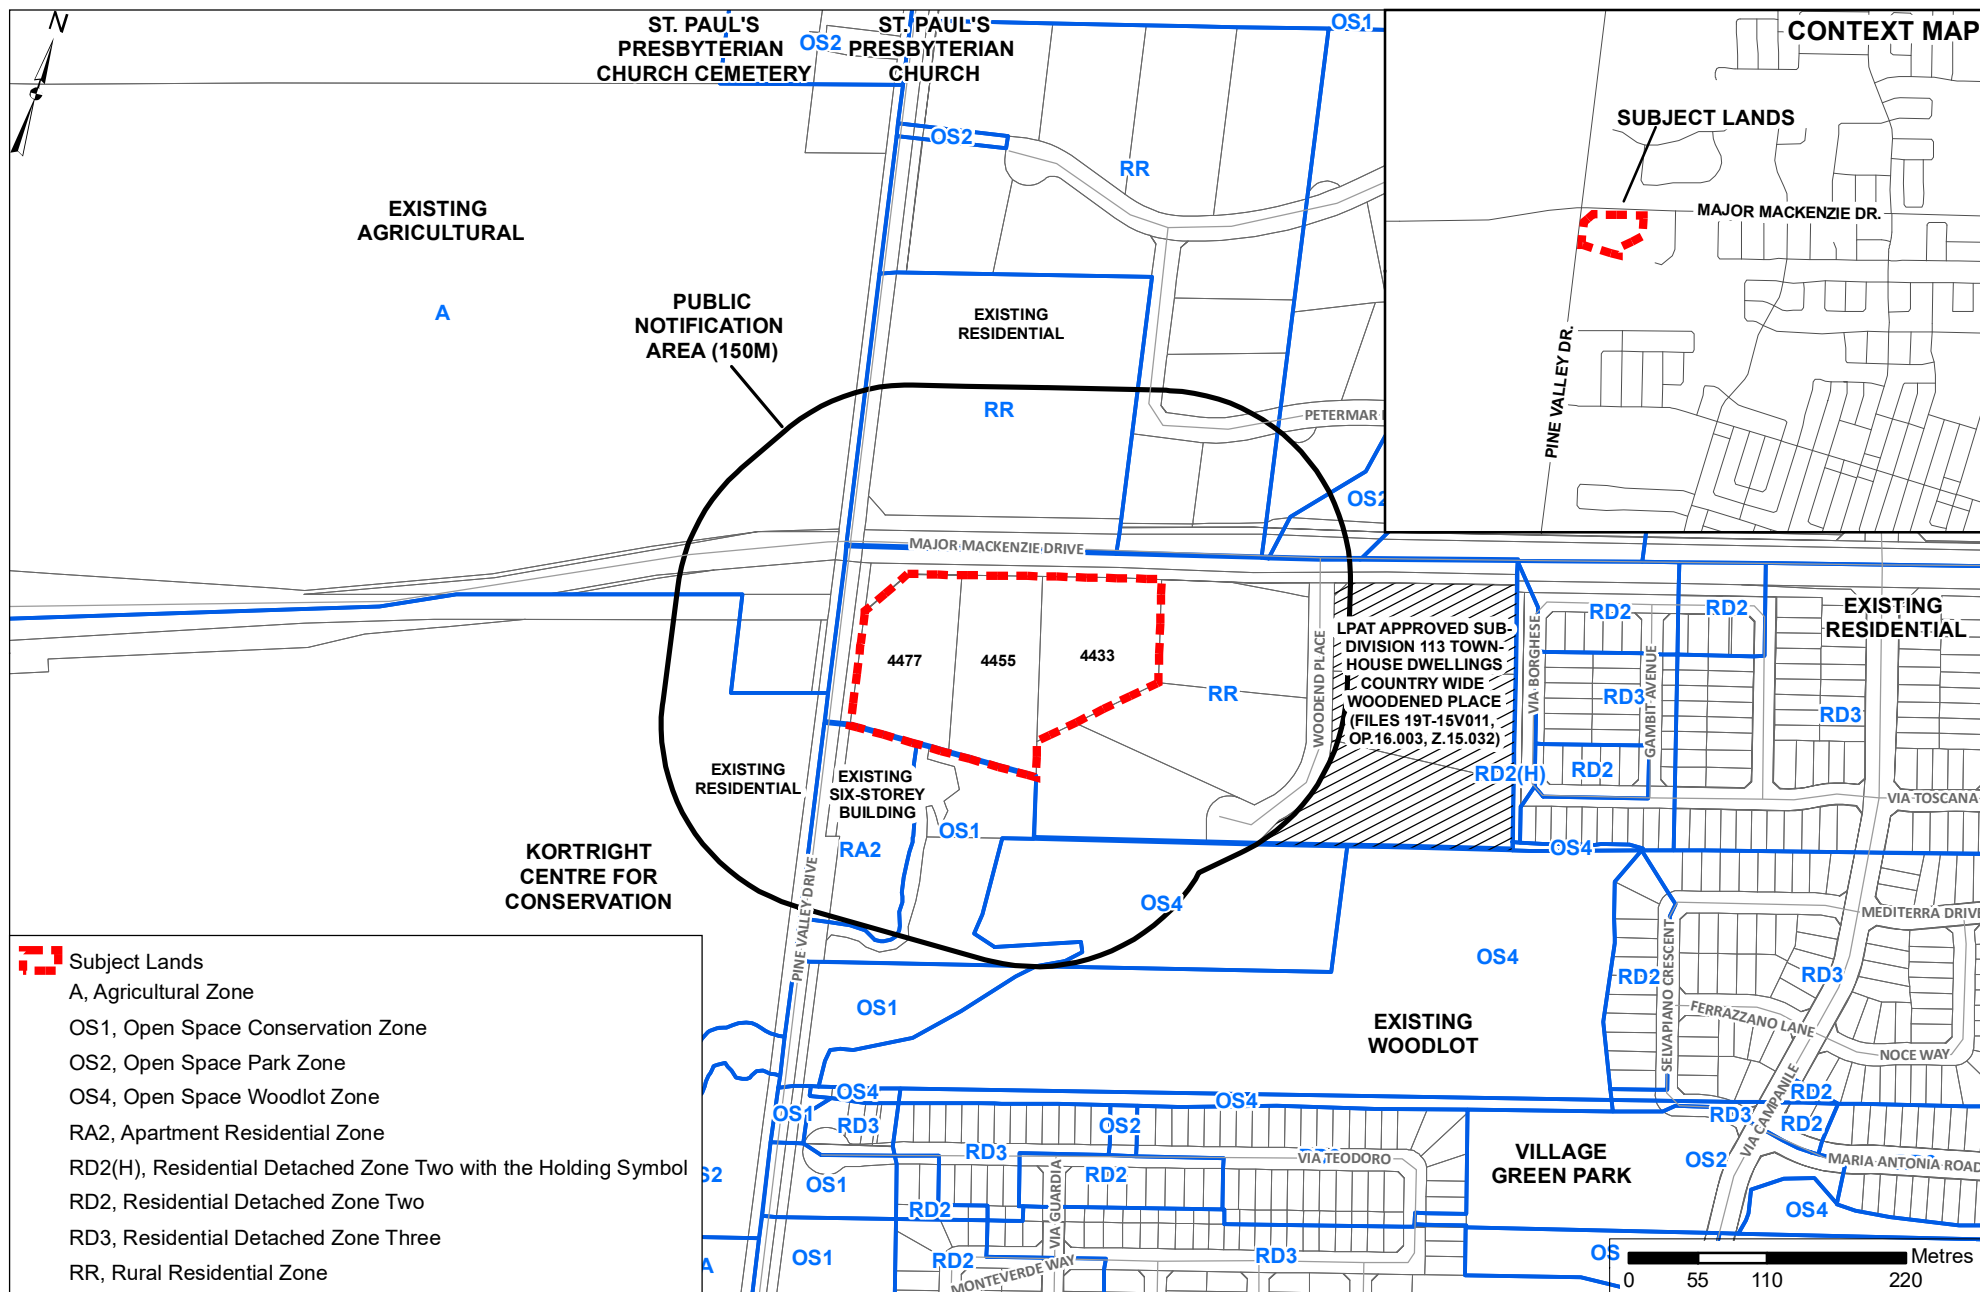 N
ST. PAUL'S
PRESBYTERIAN
CHURCH CEMETERY
OS2
ST. PAUL'S
PRESBYTERIAN
CHURCH
OS1
CONTEXT MAP
SUBJECT LANDS
MAJOR MACKENZIE DR.
PINE VALLEY DR.
OS2
RR
EXISTING
AGRICULTURAL
A
PUBLIC
NOTIFICATION
AREA (150M)
EXISTING
RESIDENTIAL
RR
PETERMAR
OS2
MAJOR MACKENZIE DRIVE
4477
4455
4433
RR
WOODEND PLACE
LPAT APPROVED SUB-
DIVISION 113 TOWN-
HOUSE DWELLINGS
COUNTRY WIDE
WOODENED PLACE
(FILES 19T-15V011,
OP.16.003, Z.15.032)
RD2(H)
VIA BORGHESE
RD2
RD2
RD3
GAMBIT AVENUE
RD2
RD3
EXISTING
RESIDENTIAL
VIA TOSCANA
OS4
EXISTING
RESIDENTIAL
EXISTING
SIX-STOREY
BUILDING
OS1
RA2
PINE VALLEY DRIVE
KORTRIGHT
CENTRE FOR
CONSERVATION
OS4
OS4
EXISTING
WOODLOT
OS1
RD2
SELVAPIANO CRESCENT
MEDITERRA DRIVE
RD3
FERRAZZANO LANE
NOCE WAY
VIA CAMPANILE
RD2
RD3
RD2
OS2
MARIA ANTONIA ROAD
OS4
OS4
OS4
OS1
RD3
OS2
RD3
VIA TEODORO
RD2
OS1
RD2
VIA GUARDIA
VILLAGE
GREEN PARK
OS1
RD2
MONTEVERDE WAY
RD3
OS
S2
A
Subject Lands
A, Agricultural Zone
OS1, Open Space Conservation Zone
OS2, Open Space Park Zone
OS4, Open Space Woodlot Zone
RA2, Apartment Residential Zone
RD2(H), Residential Detached Zone Two with the Holding Symbol
RD2, Residential Detached Zone Two
RD3, Residential Detached Zone Three
RR, Rural Residential Zone
Metres
0 55 110 220